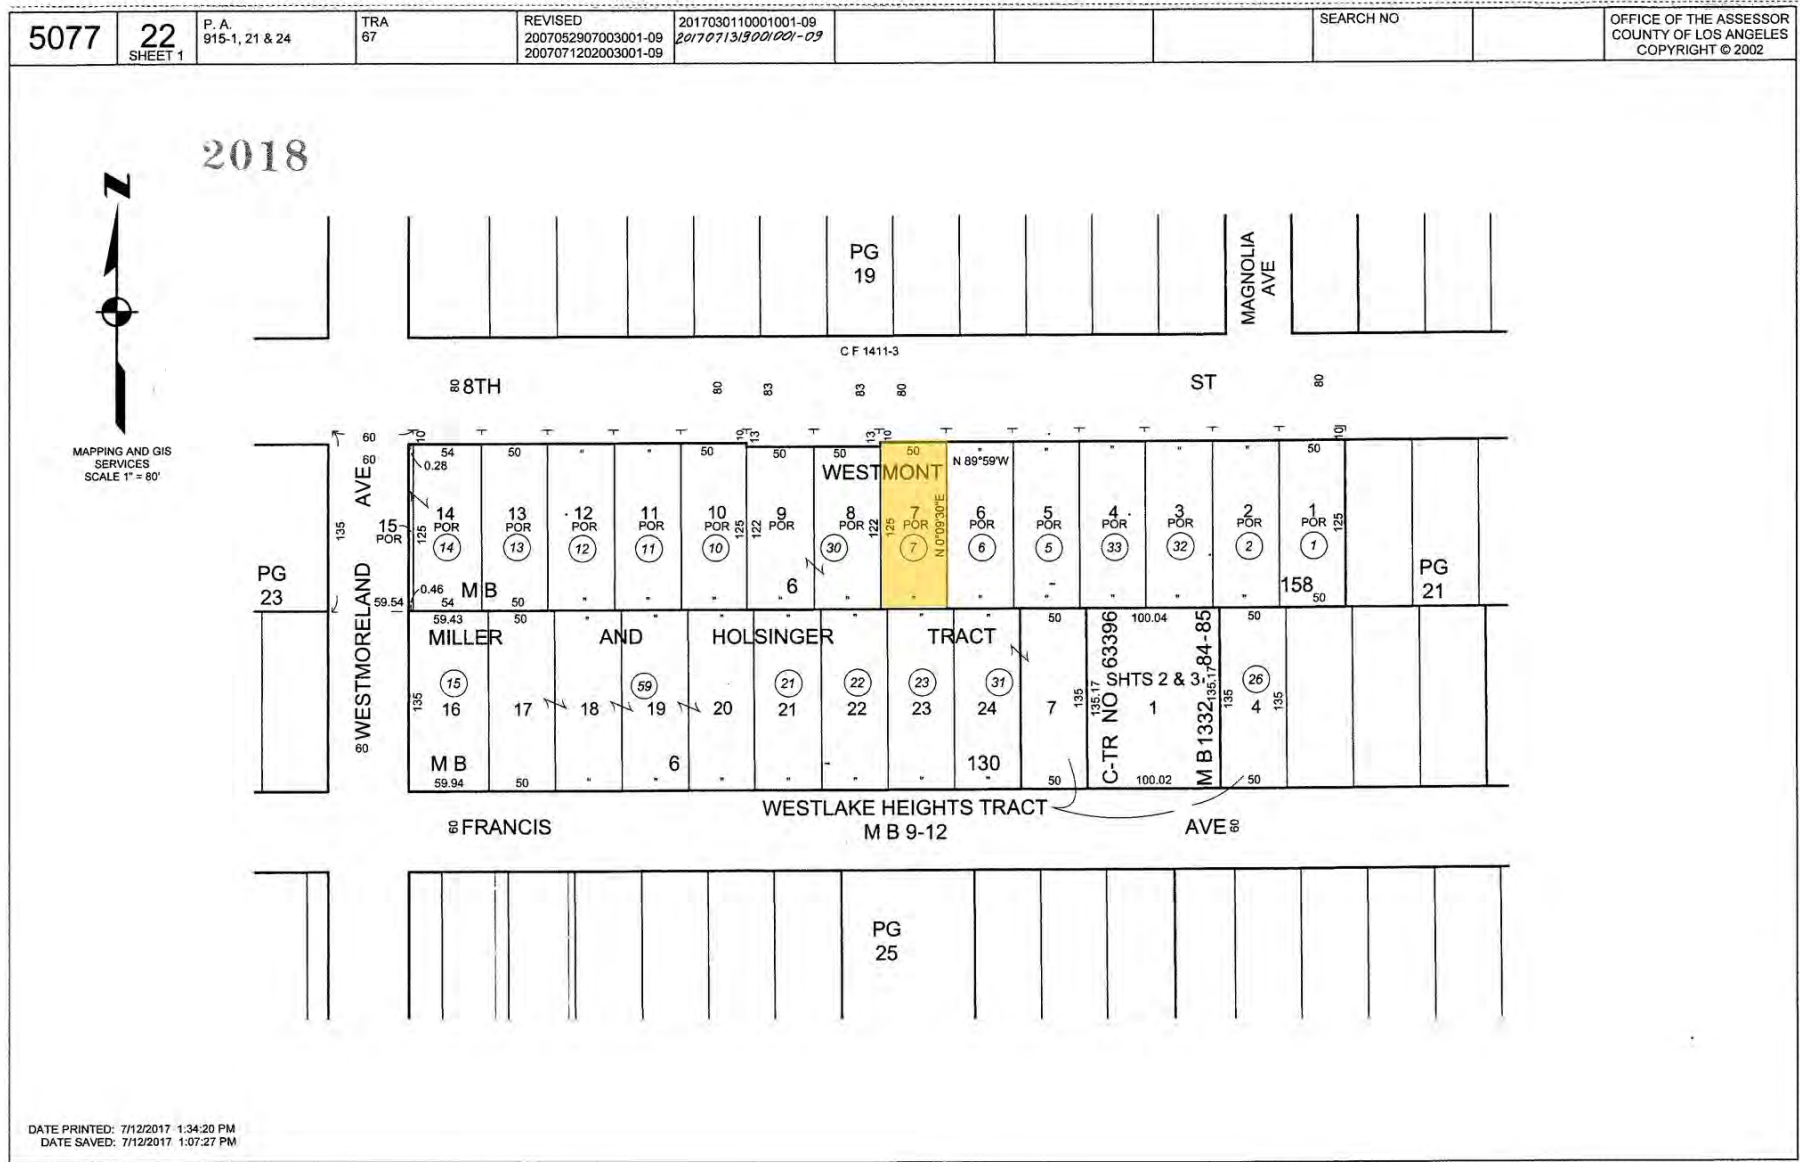 5077
22
SHEET 1
P. A.
915-1, 21 & 24
TRA
67
REVISED
2007052907003001-09
2007071202003001-09
2017030110001001-09
2017071319001001-09
SEARCH NO
OFFICE OF THE ASSESSOR
COUNTY OF LOS ANGELES
COPYRIGHT © 2002
2018
N
MAPPING AND GIS
SERVICES
SCALE 1" = 80'
PG
19
MAGNOLIA
AVE
C F 1411-3
80 8TH 80 83 83 80 ST 80
60 10 10 13 13 10 10
60 54 50 " " 50 50 50 50 " " " " " 50
0.28
WESTMONT N 89°59'W
AVE
135
15
POR
125
14 13 12 11 10 9 8 7 6 5 4 3 2 1
POR POR POR POR POR 125 122 POR POR 122 125 POR N 0°09'30"E POR POR POR POR POR POR 125
14 13 12 11 10 30 7 6 5 33 32 2 1
PG
23
PG
21
0.46 M B 6 - 158
59.54 54 50 " " " " " " " " " " " 50
59.43 50 " " " " " " " 50 100.04 50
MILLER AND HOLSINGER TRACT
WESTMORELAND
60
135
15 59 21 22 23 31 SHTS 2 & 3 26
16 17 18 19 20 21 22 23 24 7 1 4
135 135.17 135.17 135 135
C-TR NO 63396
M B 1332-84-85
M B 6 - 130
59.94 50 " " " " " " " 50 100.02 50
WESTLAKE HEIGHTS TRACT
M B 9-12
60 FRANCIS AVE 60
PG
25
DATE PRINTED: 7/12/2017 1:34:20 PM
DATE SAVED: 7/12/2017 1:07:27 PM